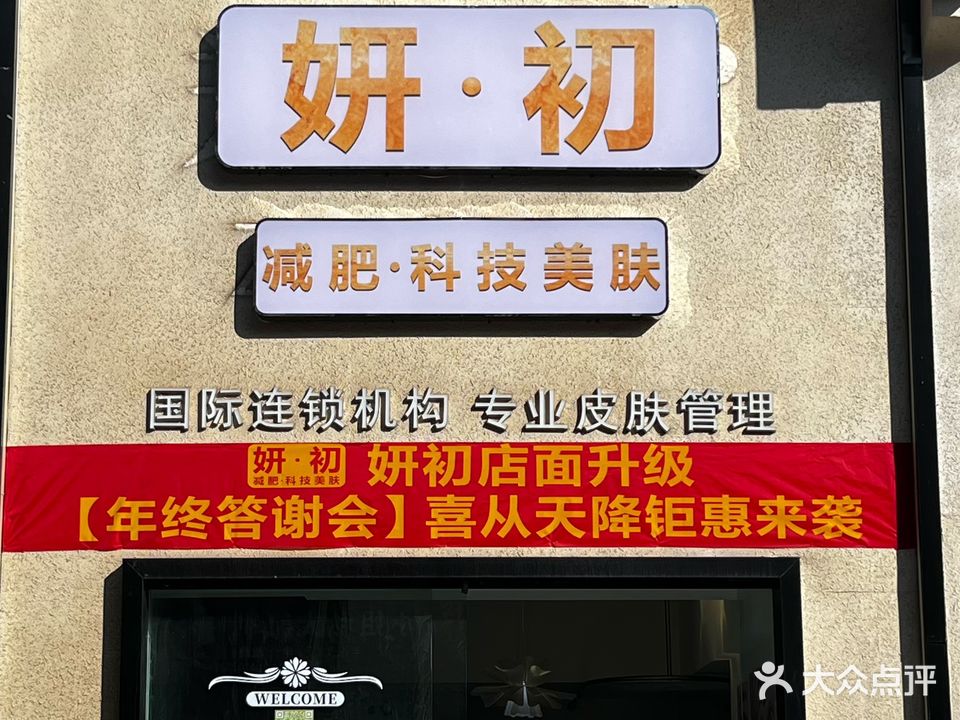 妍·初
减肥·科技美肤
国际连锁机构 专业皮肤管理
妍·初
减肥·科技美肤
妍初店面升级
【年终答谢会】喜从天降钜惠来袭
WELCOME
大众点评